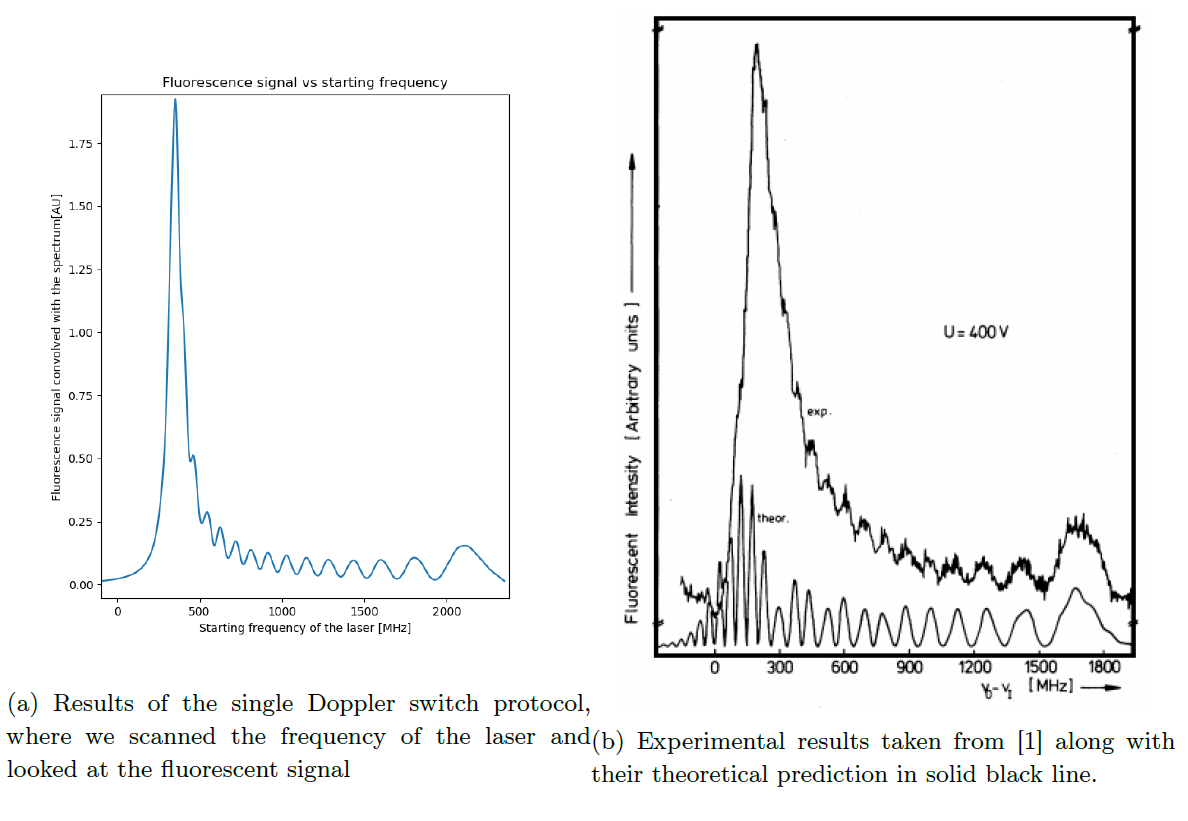 Fluorescence signal vs starting frequency
Fluorescence signal convolved with the spectrum[AU]
1.75
1.50
1.25
1.00
0.75
0.50
0.25
0.00
0 500 1000 1500 2000
Starting frequency of the laser [MHz]
(a) Results of the single Doppler switch protocol,
where we scanned the frequency of the laser and
looked at the fluorescent signal
Fluorescent Intensity [Arbitrary units]
U = 400 V
exp.
theor.
0 300 600 900 1200 1500 1800
[MHz]
(b) Experimental results taken from [1] along with
their theoretical prediction in solid black line.